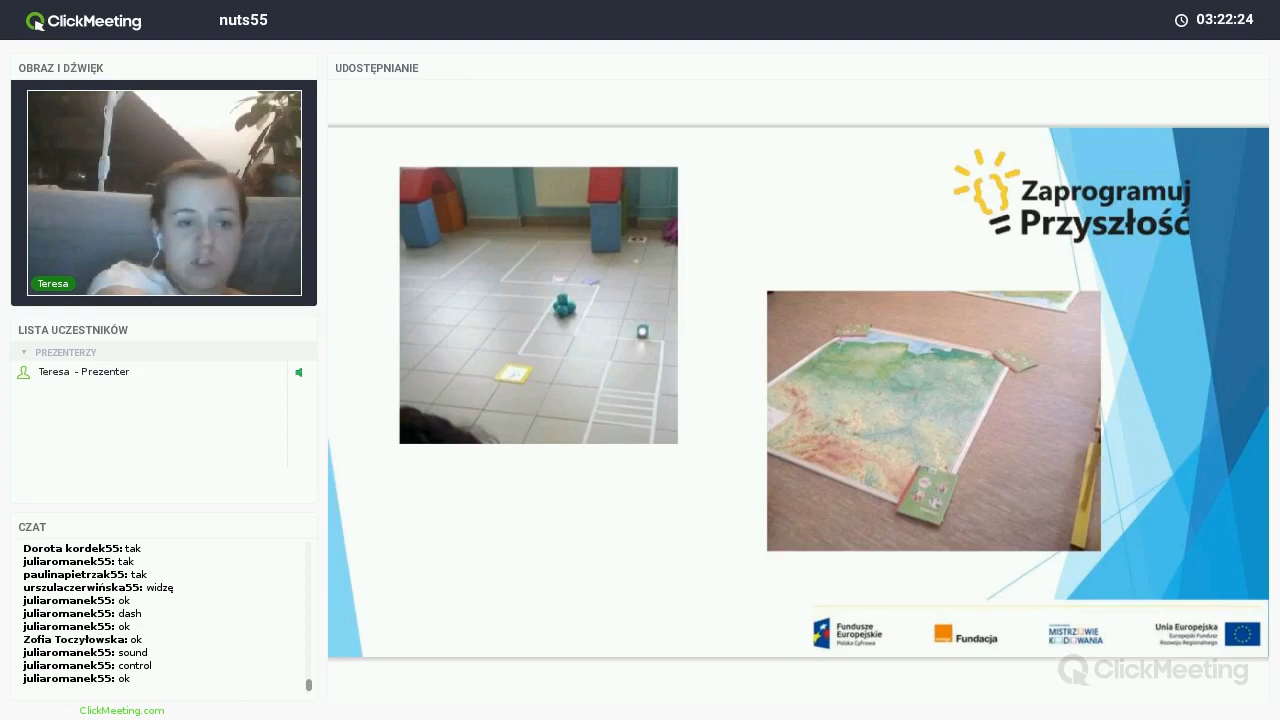 ClickMeeting
nuts55
03:22:24
OBRAZ I DŹWIĘK
Teresa
LISTA UCZESTNIKÓW
PREZENTERZY
Teresa - Prezenter
CZAT
Dorota kordek55: tak
juliaromanek55: tak
paulinapietrzak55: tak
urszulaczerwińska55: widzę
juliaromanek55: ok
juliaromanek55: dash
juliaromanek55: ok
Zofia Toczyłowska: ok
juliaromanek55: sound
juliaromanek55: control
juliaromanek55: ok
ClickMeeting.com
UDOSTĘPNIANIE
Zaprogramuj
Przyszłość
Fundusze
Europejskie
Polska Cyfrowa
Fundacja
MISTRZOWIE
KODOWANIA
Unia Europejska
Europejski Fundusz
Rozwoju Regionalnego
ClickMeeting